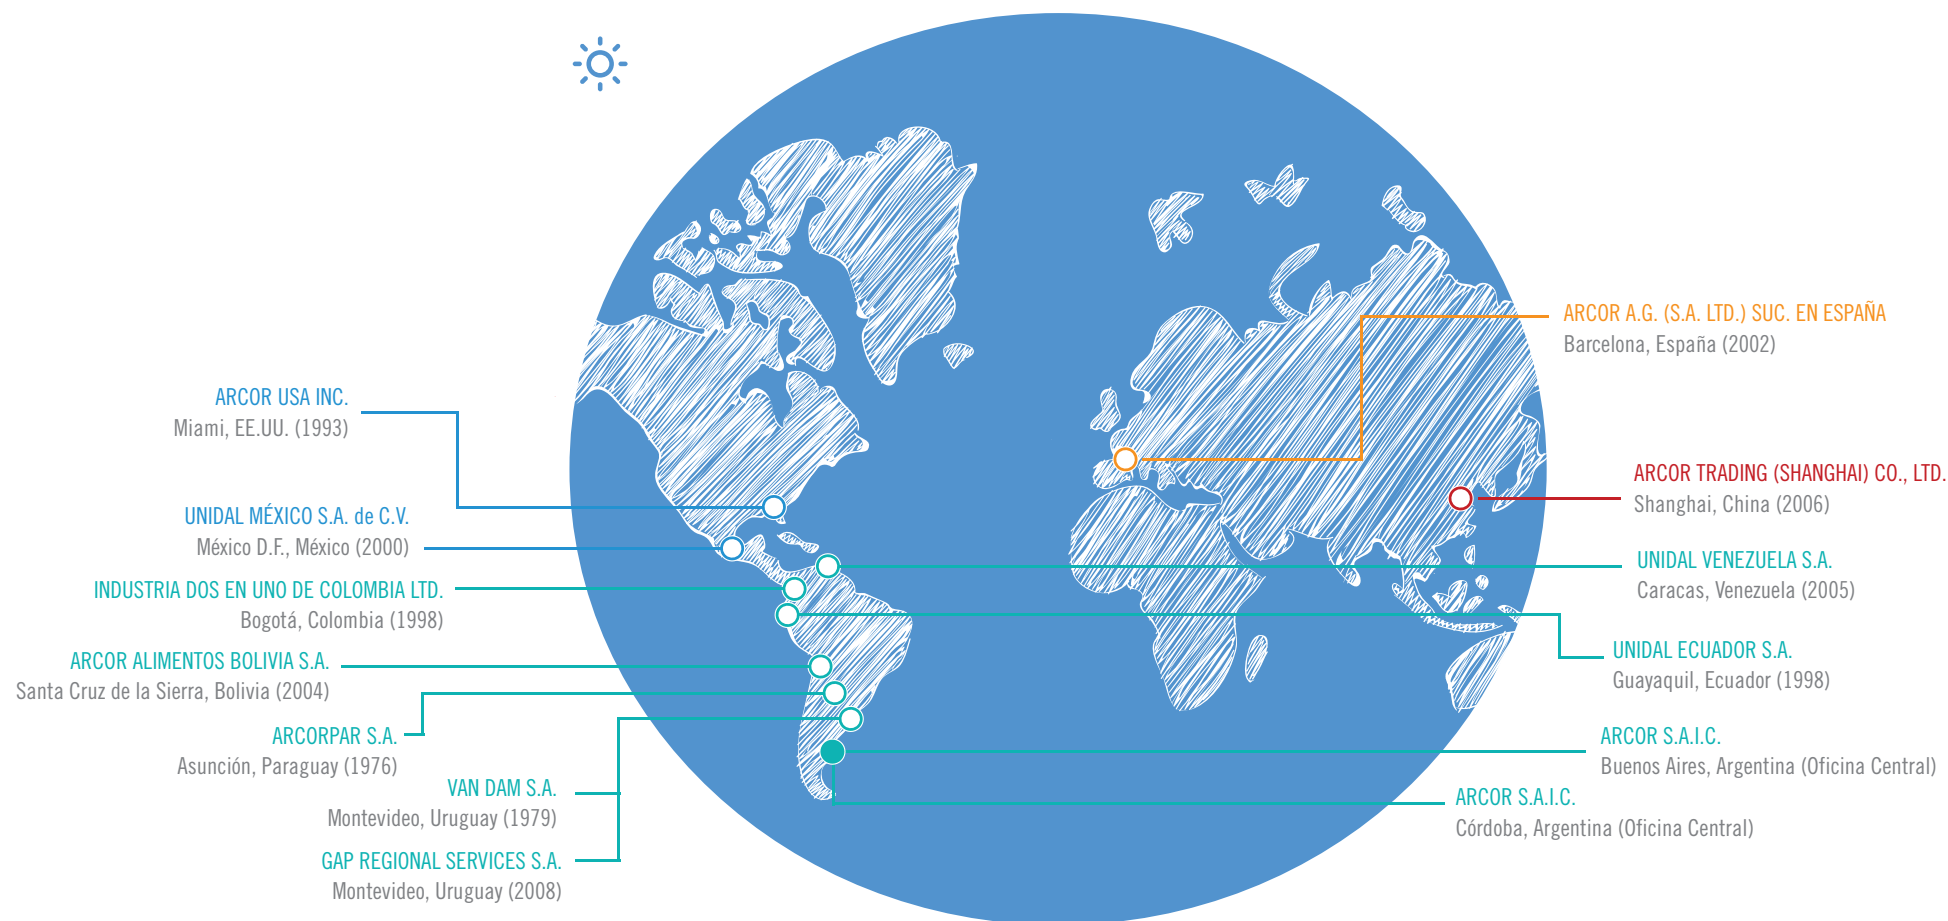 ARCOR USA INC.
Miami, EE.UU. (1993)
UNIDAL MÉXICO S.A. de C.V.
México D.F., México (2000)
INDUSTRIA DOS EN UNO DE COLOMBIA LTD.
Bogotá, Colombia (1998)
ARCOR ALIMENTOS BOLIVIA S.A.
Santa Cruz de la Sierra, Bolivia (2004)
ARCORPAR S.A.
Asunción, Paraguay (1976)
VAN DAM S.A.
Montevideo, Uruguay (1979)
GAP REGIONAL SERVICES S.A.
Montevideo, Uruguay (2008)
ARCOR A.G. (S.A. LTD.) SUC. EN ESPAÑA
Barcelona, España (2002)
ARCOR TRADING (SHANGHAI) CO., LTD.
Shanghai, China (2006)
UNIDAL VENEZUELA S.A.
Caracas, Venezuela (2005)
UNIDAL ECUADOR S.A.
Guayaquil, Ecuador (1998)
ARCOR S.A.I.C.
Buenos Aires, Argentina (Oficina Central)
ARCOR S.A.I.C.
Córdoba, Argentina (Oficina Central)